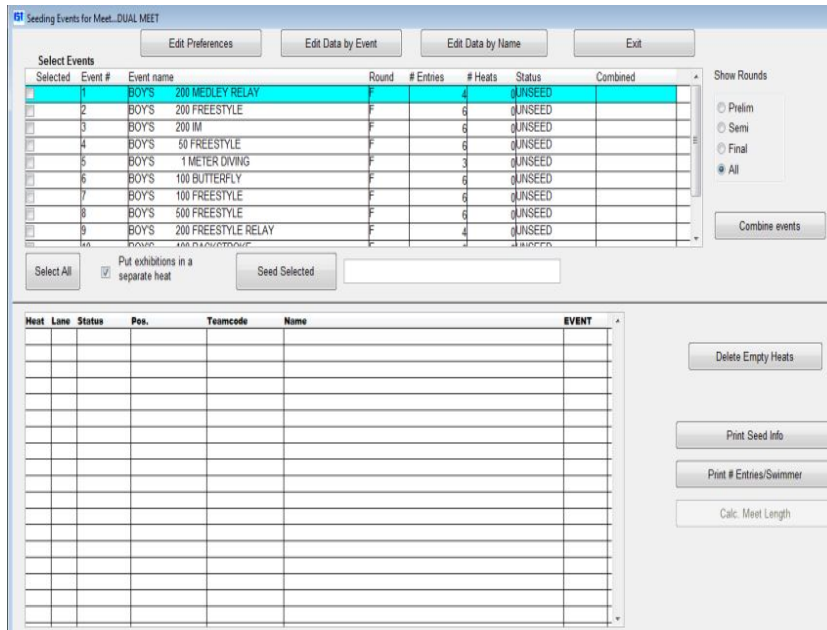 IST Seeding Events for Meet...DUAL MEET
Edit Preferences Edit Data by Event Edit Data by Name Exit
Select Events
Selected Event # Event name Round # Entries # Heats Status Combined
Show Rounds
1 BOY'S 200 MEDLEY RELAY F 4 0 UNSEED
2 BOY'S 200 FREESTYLE F 6 0 UNSEED
3 BOY'S 200 IM F 6 0 UNSEED
4 BOY'S 50 FREESTYLE F 6 0 UNSEED
5 BOY'S 1 METER DIVING F 3 0 UNSEED
6 BOY'S 100 BUTTERFLY F 6 0 UNSEED
7 BOY'S 100 FREESTYLE F 6 0 UNSEED
8 BOY'S 500 FREESTYLE F 6 0 UNSEED
9 BOY'S 200 FREESTYLE RELAY F 4 0 UNSEED
10 BOY'S 100 BACKSTROKE F UNSEED
Prelim
Semi
Final
All
Combine events
Select All
Put exhibitions in a
separate heat
Seed Selected
Heat Lane Status Pos. Teamcode Name EVENT
Delete Empty Heats
Print Seed Info
Print # Entries/Swimmer
Calc. Meet Length